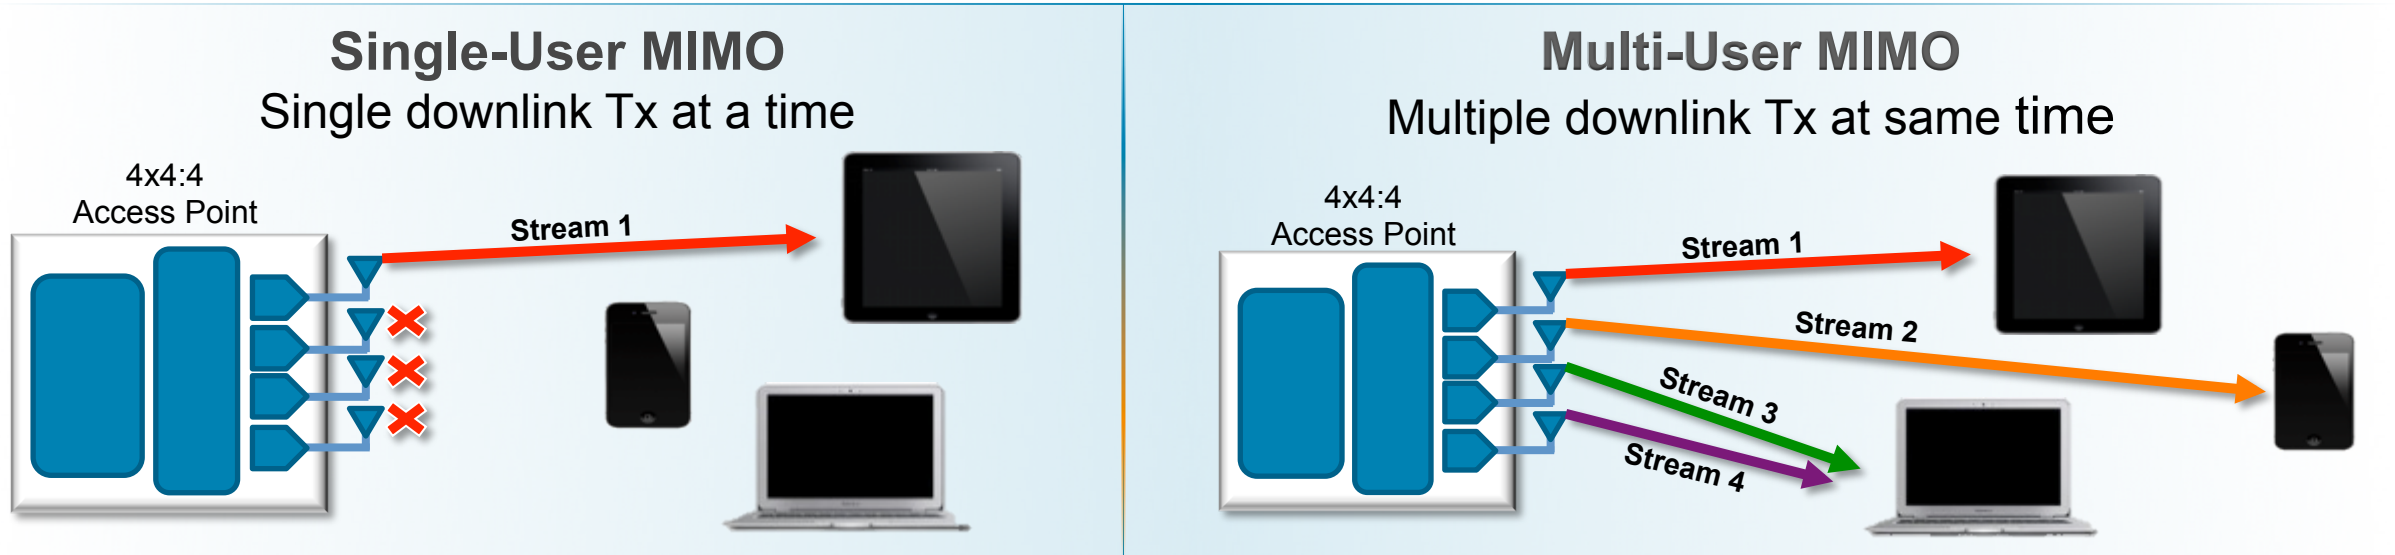 Single-User MIMO
Single downlink Tx at a time
4x4:4
Access Point
Stream 1
Multi-User MIMO
Multiple downlink Tx at same time
4x4:4
Access Point
Stream 1
Stream 2
Stream 3
Stream 4